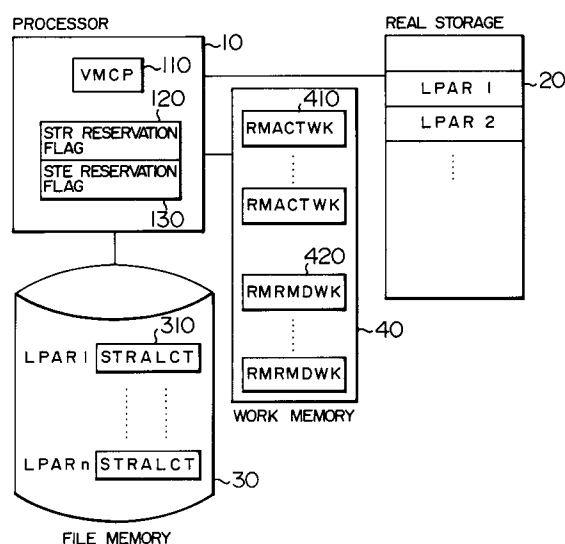 PROCESSOR
10
VMCP
110
120
STR RESERVATION
FLAG
STE RESERVATION
FLAG
130
REAL STORAGE
LPAR 1
20
LPAR 2
410
RMACTWK
RMACTWK
420
RMRMDWK
40
RMRMDWK
WORK MEMORY
310
LPAR1 STRALCT
LPARn STRALCT
30
FILE MEMORY